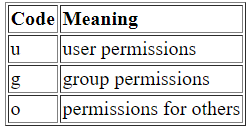 Code Meaning
u user permissions
g group permissions
o permissions for others